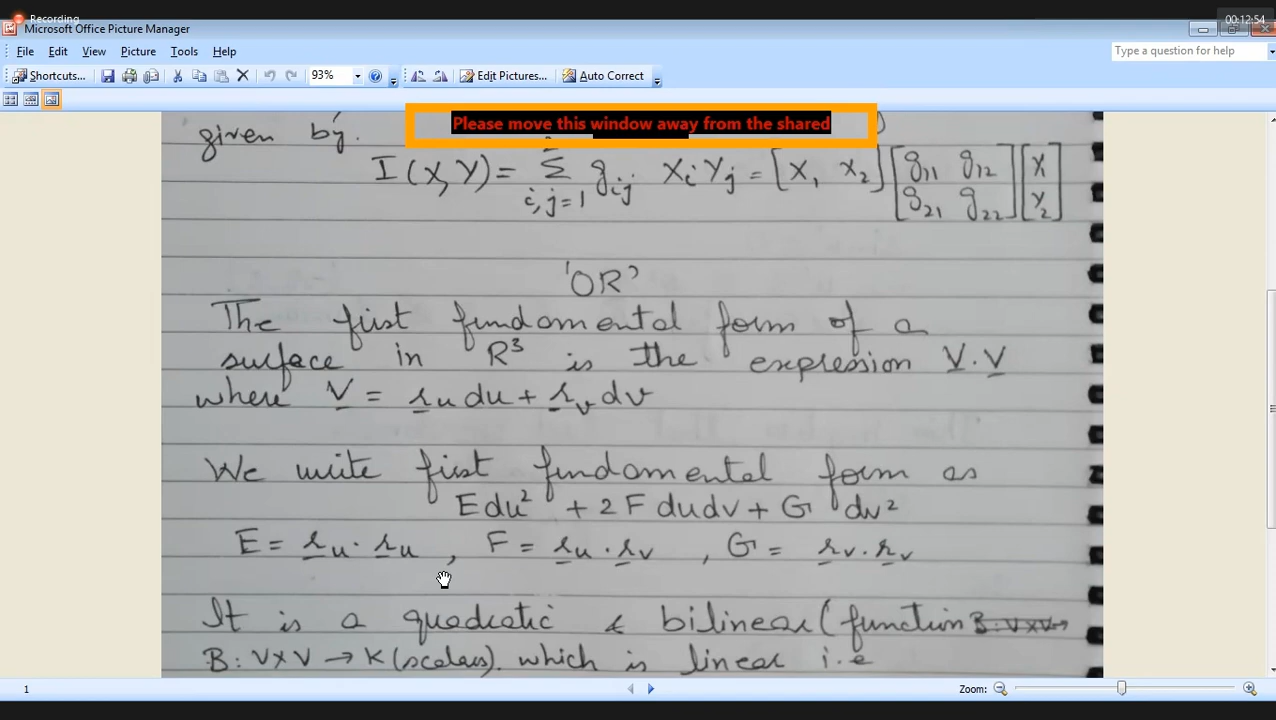 Recording
00:12:54
Microsoft Office Picture Manager
File Edit View Picture Tools Help
Type a question for help
Shortcuts... 93% Edit Pictures... Auto Correct
Please move this window away from the shared
given by.
I(X,Y) = Σ i,j=1 gij XiYj = [X1 X2] [g11 g12 g21 g22] [X Y2]
'OR'
The first fundamental form of a
surface in R³ is the expression V.V
where V = ru du + rv dv
We write first fundamental form as
Edu² + 2F dudv + G dv²
E = ru . ru , F = ru . rv , G = rv . rv
It is a quadratic & bilinear (function B: VxV→
B: VxV → K (scalars). which is linear i.e
1
Zoom: